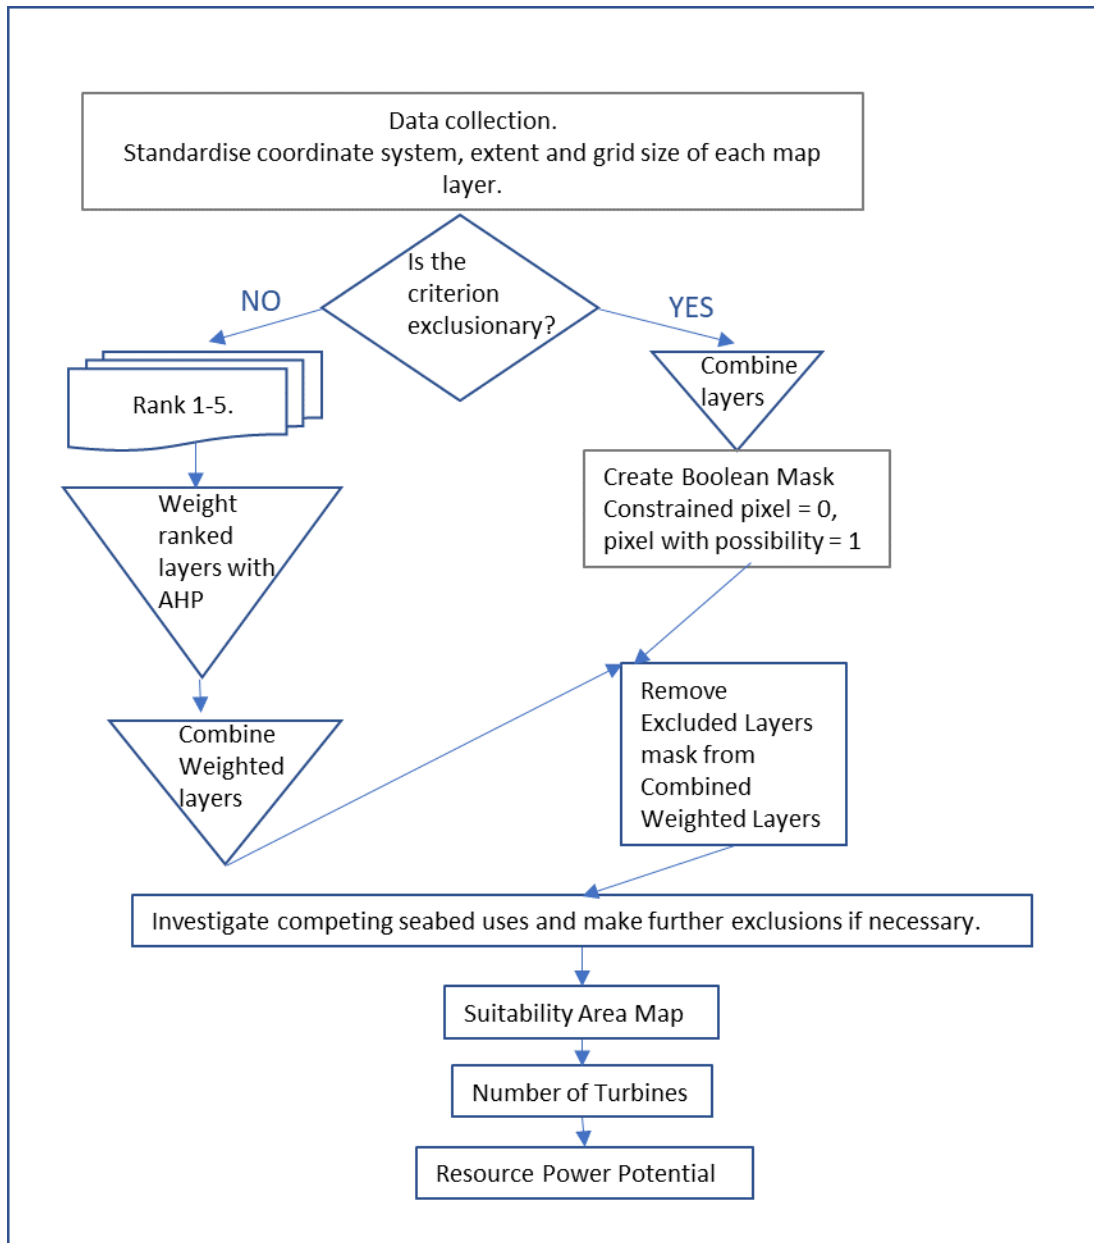 Data collection.
Standardise coordinate system, extent and grid size of each map
layer.
Is the
criterion
exclusionary?
NO
YES
Rank 1-5.
Combine
layers
Create Boolean Mask
Constrained pixel = 0,
pixel with possibility = 1
Weight
ranked
layers with
AHP
Combine
Weighted
layers
Remove
Excluded Layers
mask from
Combined
Weighted Layers
Investigate competing seabed uses and make further exclusions if necessary.
Suitability Area Map
Number of Turbines
Resource Power Potential